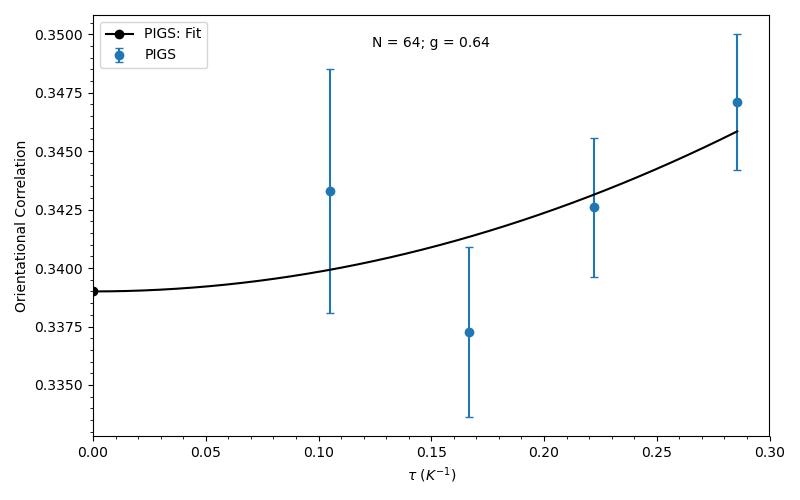 PIGS: Fit
PIGS
N = 64; g = 0.64
Orientational Correlation
0.3500
0.3475
0.3450
0.3425
0.3400
0.3375
0.3350
0.00
0.05
0.10
0.15
0.20
0.25
0.30
τ (K⁻¹)